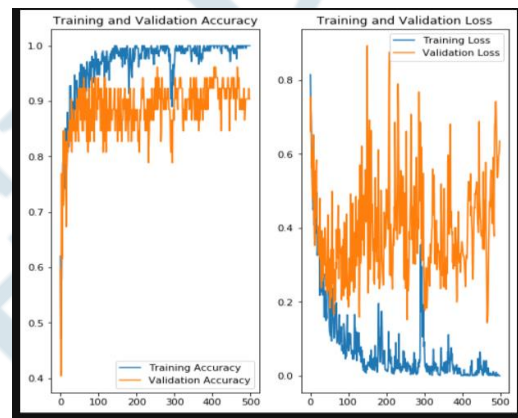 Training and Validation Accuracy
1.0
0.9
0.8
0.7
0.6
0.5
0.4
Training Accuracy
Validation Accuracy
0 100 200 300 400 500
Training and Validation Loss
Training Loss
Validation Loss
0.8
0.6
0.4
0.2
0.0
0 100 200 300 400 500